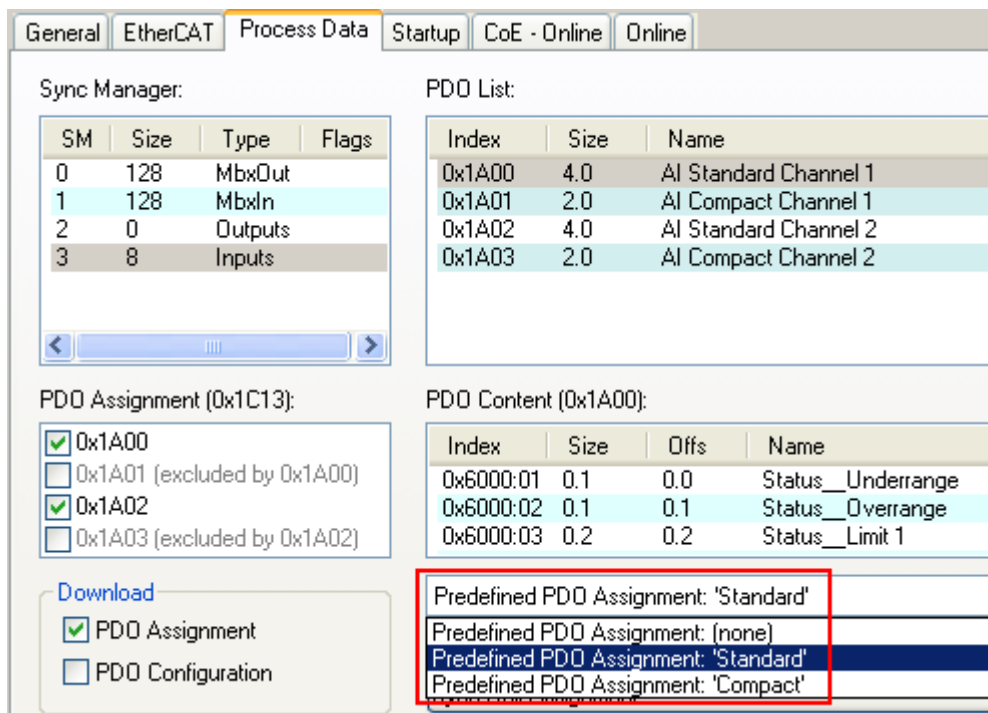 General EtherCAT Process Data Startup CoE - Online Online
Sync Manager: PDO List:
SM Size Type Flags Index Size Name
0 128 MbxOut 0x1A00 4.0 AI Standard Channel 1
1 128 MbxIn 0x1A01 2.0 AI Compact Channel 1
2 0 Outputs 0x1A02 4.0 AI Standard Channel 2
3 8 Inputs 0x1A03 2.0 AI Compact Channel 2
PDO Assignment (0x1C13): PDO Content (0x1A00):
0x1A00 Index Size Offs Name
0x1A01 (excluded by 0x1A00) 0x6000:01 0.1 0.0 Status__Underrange
0x1A02 0x6000:02 0.1 0.1 Status__Overrange
0x1A03 (excluded by 0x1A02) 0x6000:03 0.2 0.2 Status__Limit 1
Download Predefined PDO Assignment: 'Standard'
PDO Assignment Predefined PDO Assignment: (none)
Predefined PDO Assignment: 'Standard'
PDO Configuration Predefined PDO Assignment: 'Compact'